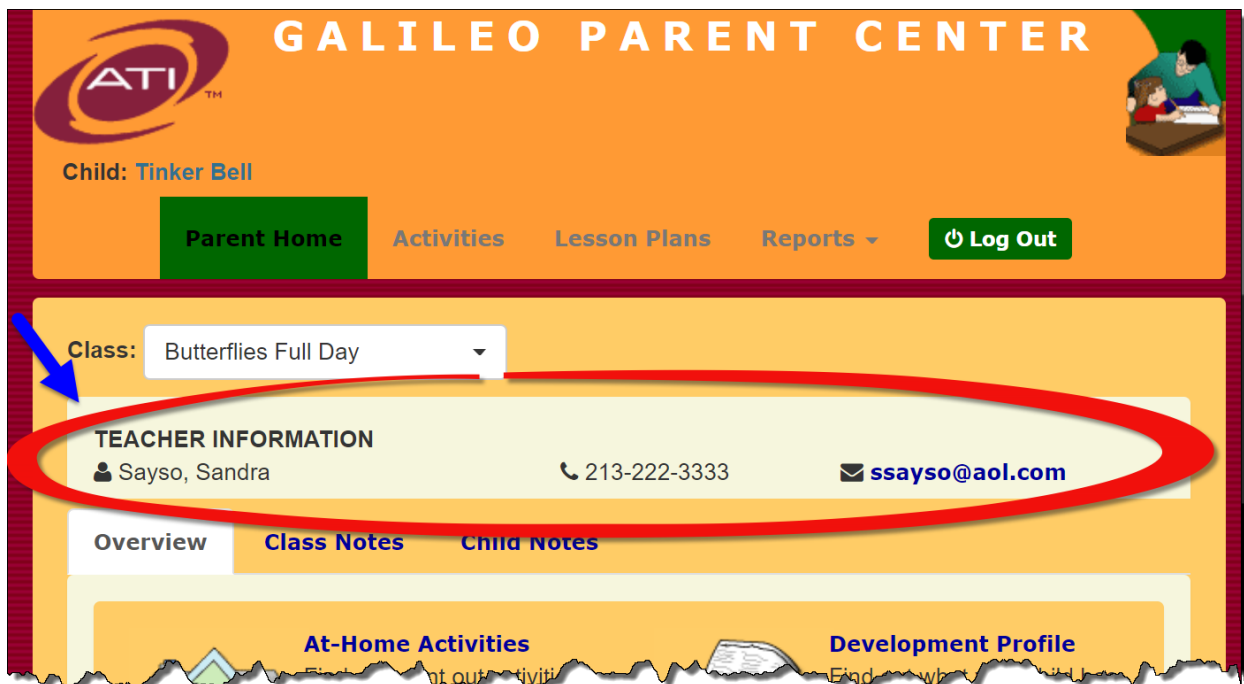 GALILEO PARENT CENTER
ATI TM
Child: Tinker Bell
Parent Home Activities Lesson Plans Reports Log Out
Class: Butterflies Full Day
TEACHER INFORMATION
Sayso, Sandra 213-222-3333 ssayso@aol.com
Overview Class Notes Child Notes
At-Home Activities Development Profile